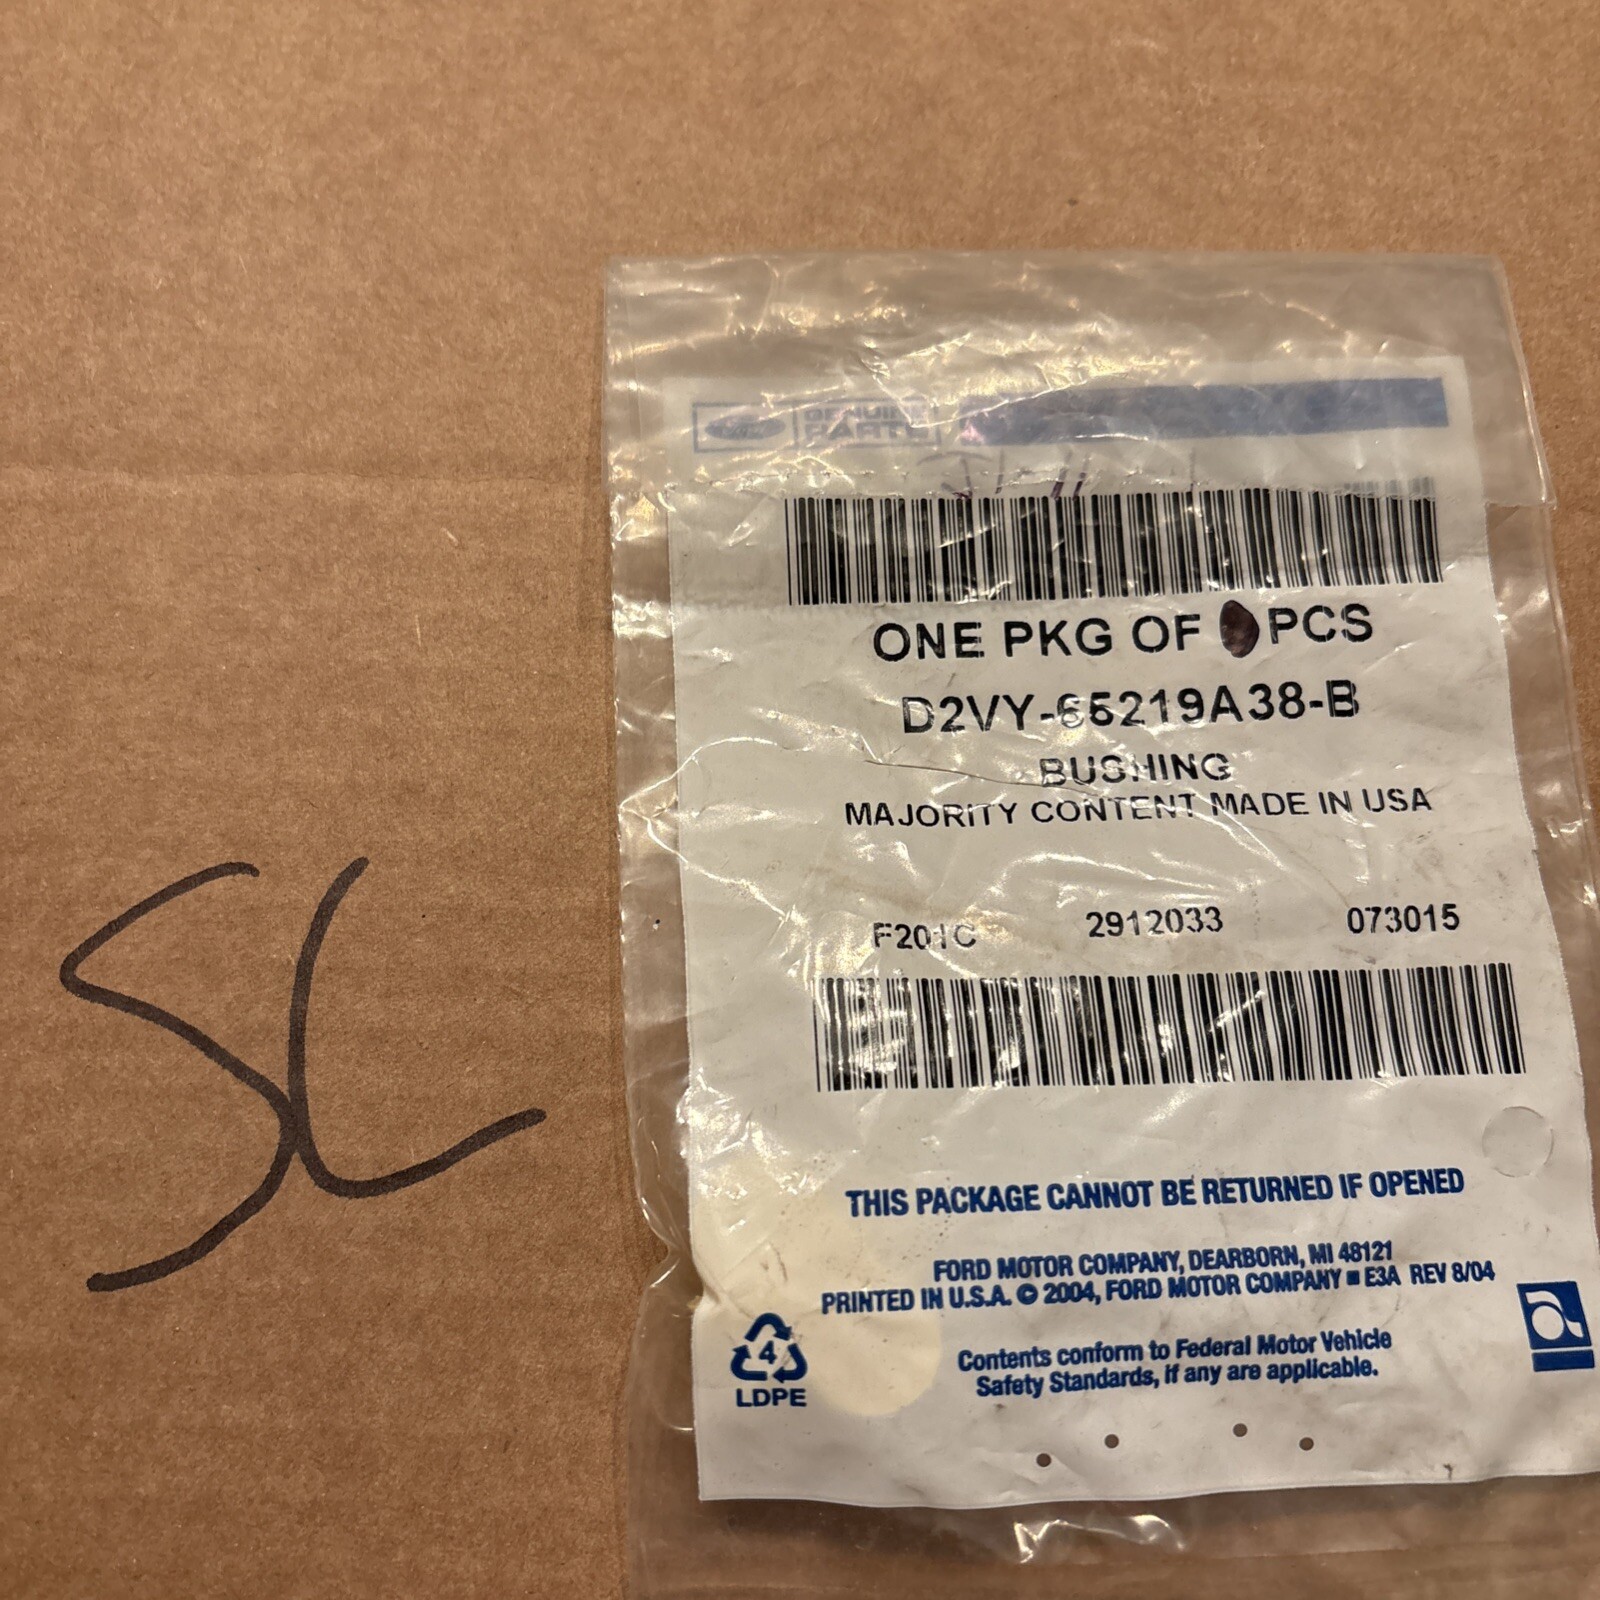 GENUINE
PARTS
ONE PKG OF PCS
D2VY-65219A38-B
BUSHING
MAJORITY CONTENT MADE IN USA
F201C 2912033 073015
SL
THIS PACKAGE CANNOT BE RETURNED IF OPENED
FORD MOTOR COMPANY, DEARBORN, MI 48121
PRINTED IN U.S.A. © 2004, FORD MOTOR COMPANY ■ E3A REV 8/04
4
LDPE
Contents conform to Federal Motor Vehicle
Safety Standards, if any are applicable.